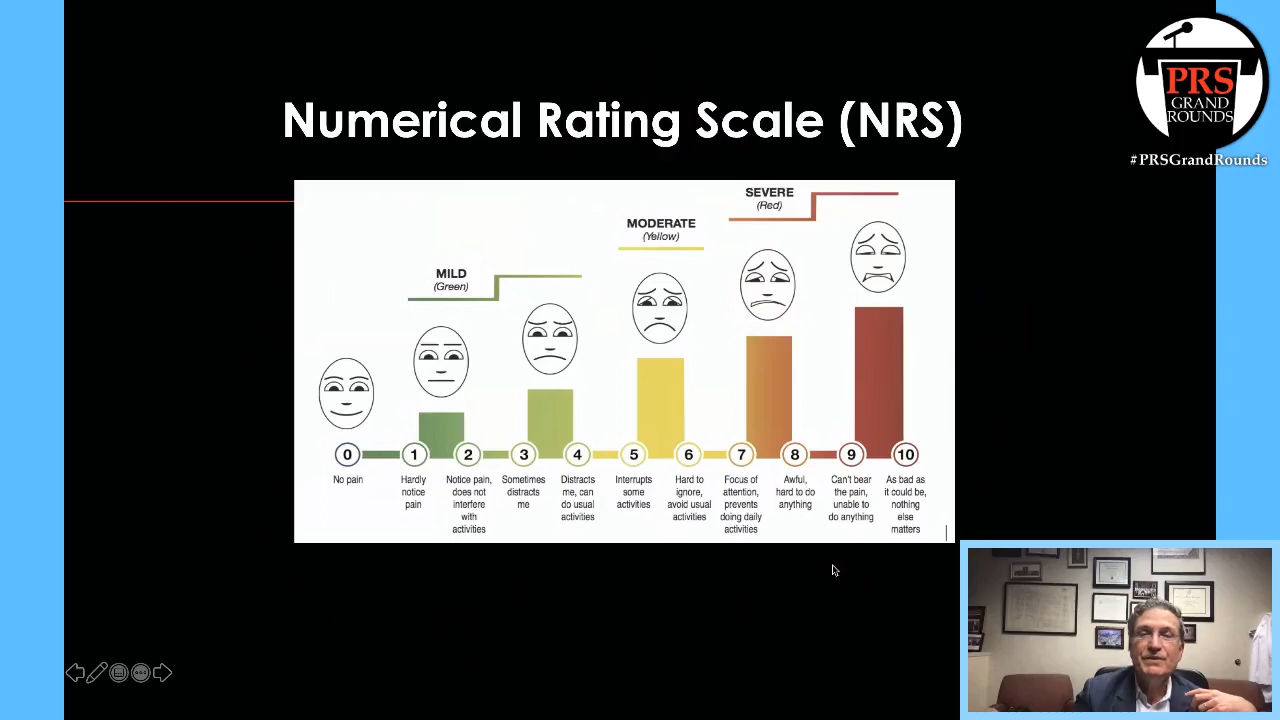 PRS
GRAND
ROUNDS
#PRSGrandRounds
Numerical Rating Scale (NRS)
SEVERE
(Red)
MODERATE
(Yellow)
MILD
(Green)
0
1
2
3
4
5
6
7
8
9
10
No pain
Hardly
notice
pain
Notice pain,
does not
interfere
with
activities
Sometimes
distracts
me
Distracts
me, can
do usual
activities
Interrupts
some
activities
Hard to
ignore,
avoid usual
activities
Focus of
attention,
prevents
doing daily
activities
Awful,
hard to do
anything
Can't bear
the pain,
unable to
do anything
As bad as
it could be,
nothing
else
matters